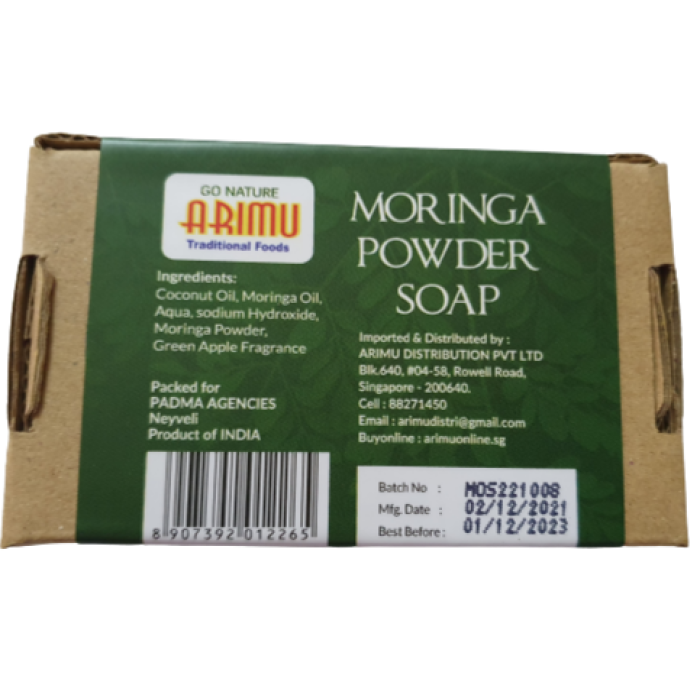 GO NATURE
ARIMU
Traditional Foods
Ingredients:
Coconut Oil, Moringa Oil,
Aqua, sodium Hydroxide,
Moringa Powder,
Green Apple Fragrance
Packed for
PADMA AGENCIES
Neyveli
Product of INDIA
8 907392 012265
MORINGA
POWDER
SOAP
Imported & Distributed by :
ARIMU DISTRIBUTION PVT LTD
Blk.640, #04-58, Rowell Road,
Singapore - 200640.
Cell : 88271450
Email : arimudistri@gmail.com
Buyonline : arimuonline.sg
Batch No : MOS221008
Mfg. Date : 02/12/2021
Best Before : 01/12/2023